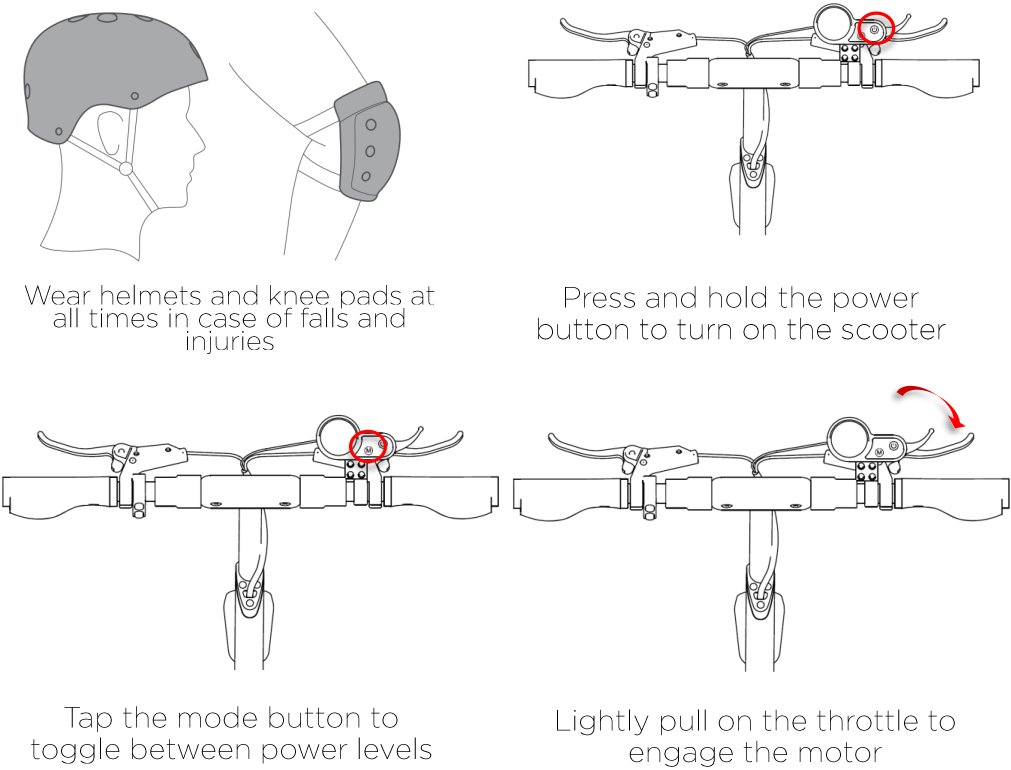 Wear helmets and knee pads at
all times in case of falls and
injuries
Press and hold the power
button to turn on the scooter
M
Tap the mode button to
toggle between power levels
M
Lightly pull on the throttle to
engage the motor